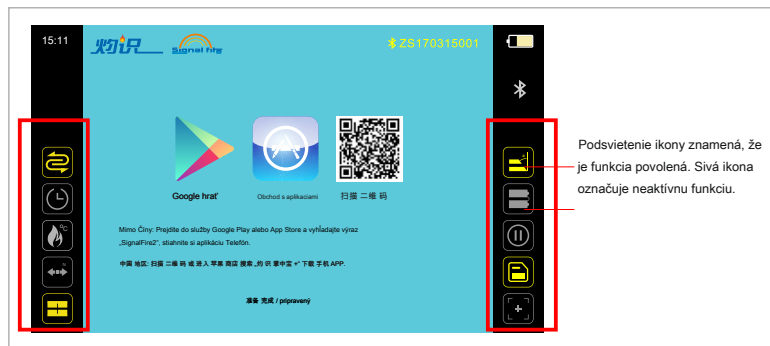 15:11
灼识
Signal fire
ZS170315001
°C
N
Google hrať
Obchod s aplikaciami
扫描 二维 码
Mimo Číny: Prejdite do služby Google Play alebo App Store a vyhľadajte výraz
„SignalFire2", stiahnite si aplikáciu Telefón.
中国 地区: 扫描 二维 码 或 进入 苹果 商店 搜索 „灼 识 掌中宝 +" 下载 手机 APP.
准备 完成 / pripravený
Podsvietenie ikony znamená, že
je funkcia povolená. Sivá ikona
označuje neaktívnu funkciu.